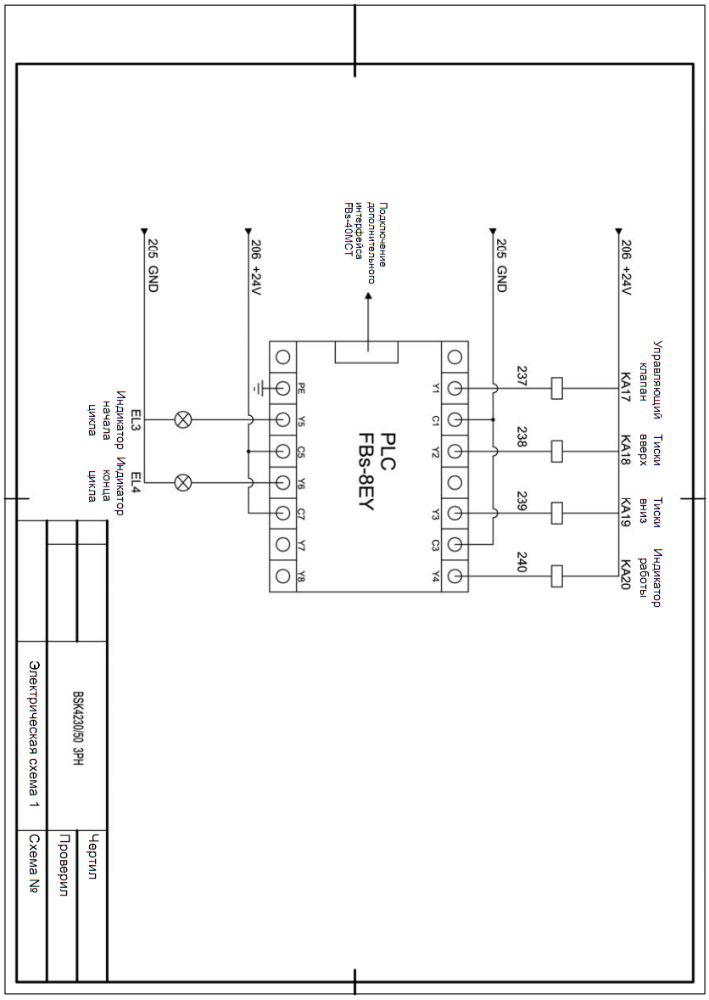 206 +24V
Управляющий
клапан
KA17
Тиски
вверх
KA18
Тиски
вниз
KA19
Индикатор
работы
KA20
237
238
239
240
205 GND
Подключение
дополнительного
интерфейса
FBs-40MCT
Y1
C1
Y2
Y3
C3
Y4
PLC
FBs-8EY
PE
Y5
C5
Y6
C7
Y7
Y8
206 +24V
205 GND
EL3
Индикатор
начала
цикла
EL4
Индикатор
конца
цикла
BSK4230/50 3PH
Чертил
Проверил
Электрическая схема 1
Схема №